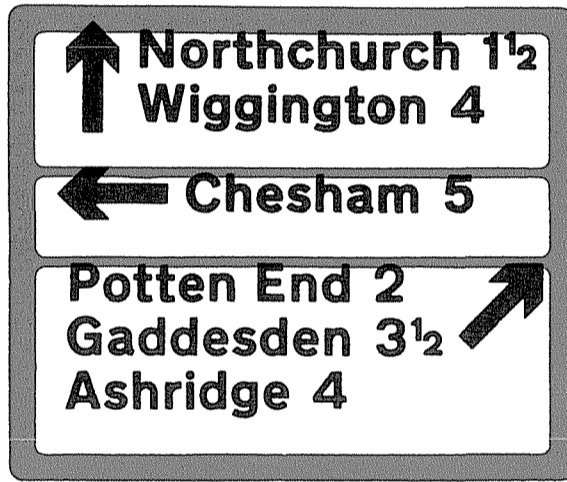 Northchurch 1½
Wiggington 4
Chesham 5
Potten End 2
Gaddesden 3½
Ashridge 4